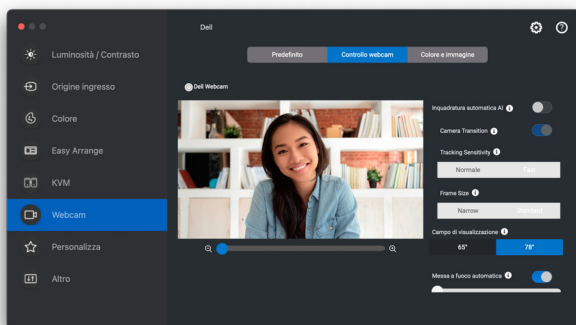 Dell
Predefinito
Controllo webcam
Colore e immagine
Luminosità / Contrasto
Origine ingresso
Colore
Easy Arrange
KVM
Webcam
Personalizza
Altro
Dell Webcam
Inquadratura automatica AI
Camera Transition
Tracking Sensitivity
Normale Fast
Frame Size
Narrow Standard
Campo di visualizzazione
65° 78°
Messa a fuoco automatica